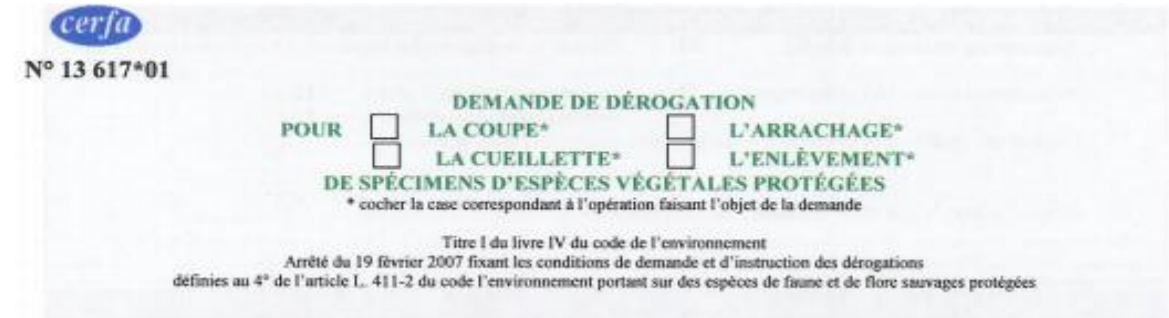 cerfa
N° 13 617*01
DEMANDE DE DÉROGATION
POUR LA COUPE* L'ARRACHAGE*
LA CUEILLETTE* L'ENLÈVEMENT*
DE SPÉCIMENS D'ESPÈCES VÉGÉTALES PROTÉGÉES
* cocher la case correspondant à l'opération faisant l'objet de la demande
Titre I du livre IV du code de l'environnement
Arrêté du 19 février 2007 fixant les conditions de demande et d'instruction des dérogations
définies au 4° de l'article L. 411-2 du code l'environnement portant sur des espèces de faune et de flore sauvages protégées